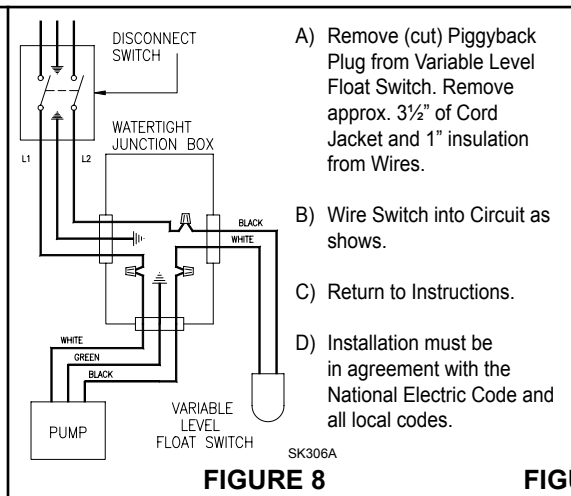 DISCONNECT
SWITCH
WATERTIGHT
JUNCTION BOX
L1
L2
BLACK
WHITE
WHITE
GREEN
BLACK
PUMP
VARIABLE
LEVEL
FLOAT SWITCH
SK306A
FIGURE 8
A) Remove (cut) Piggyback
Plug from Variable Level
Float Switch. Remove
approx. 3½” of Cord
Jacket and 1” insulation
from Wires.
B) Wire Switch into Circuit as
shows.
C) Return to Instructions.
D) Installation must be
in agreement with the
National Electric Code and
all local codes.
FIGU